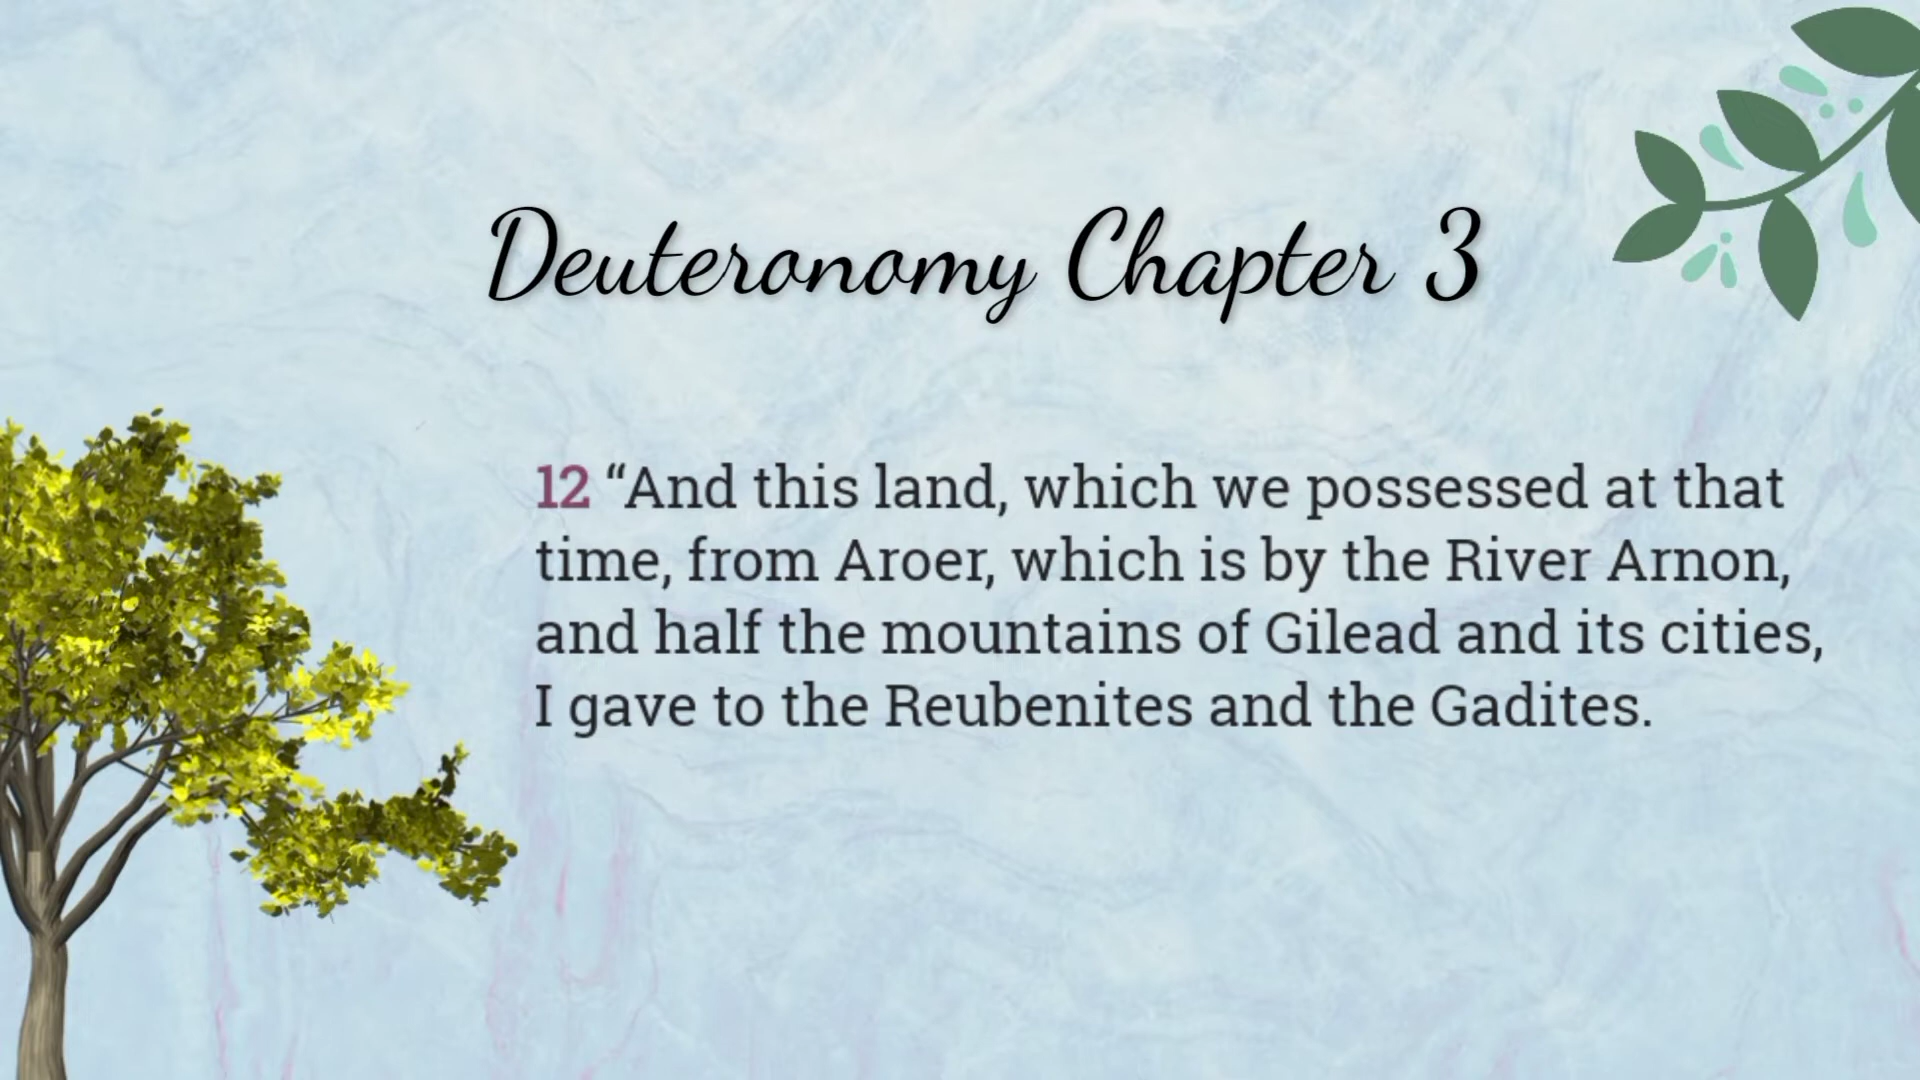 Deuteronomy Chapter 3
12 “And this land, which we possessed at that
time, from Aroer, which is by the River Arnon,
and half the mountains of Gilead and its cities,
I gave to the Reubenites and the Gadites.